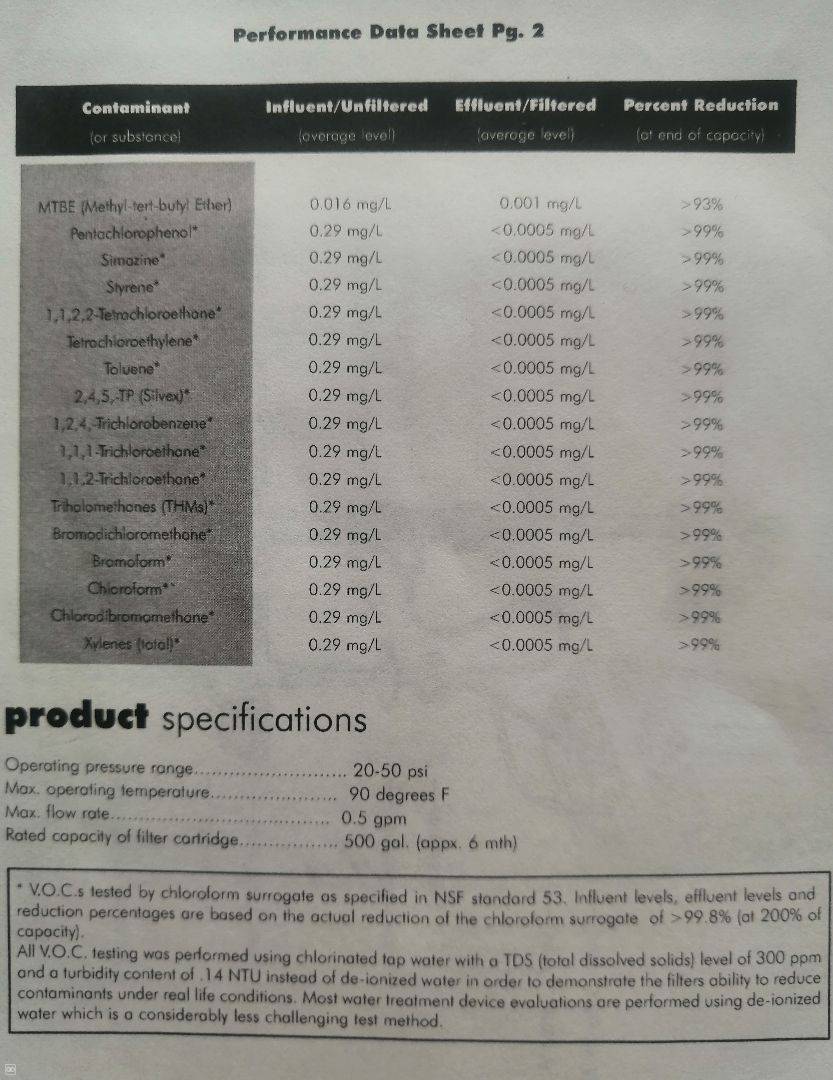 Performance Data Sheet Pg. 2
Contaminant Influent/Unfiltered Effluent/Filtered Percent Reduction
(or substance) (average level) (average level) (at end of capacity)
MTBE (Methyl-tert-butyl Ether) 0.016 mg/L 0.001 mg/L >93%
Pentachlorophenol* 0.29 mg/L <0.0005 mg/L >99%
Simazine* 0.29 mg/L <0.0005 mg/L >99%
Styrene* 0.29 mg/L <0.0005 mg/L >99%
1,1,2,2-Tetrachloroethane* 0.29 mg/L <0.0005 mg/L >99%
Tetrachloroethylene* 0.29 mg/L <0.0005 mg/L >99%
Toluene* 0.29 mg/L <0.0005 mg/L >99%
2,4,5,-TP (Silvex)* 0.29 mg/L <0.0005 mg/L >99%
1,2,4,-Trichlorobenzene* 0.29 mg/L <0.0005 mg/L >99%
1,1,1-Trichloroethane* 0.29 mg/L <0.0005 mg/L >99%
1,1,2-Trichloroethane* 0.29 mg/L <0.0005 mg/L >99%
Trihalomethanes (THMs)* 0.29 mg/L <0.0005 mg/L >99%
Bromodichloromethane* 0.29 mg/L <0.0005 mg/L >99%
Bromoform* 0.29 mg/L <0.0005 mg/L >99%
Chloroform* 0.29 mg/L <0.0005 mg/L >99%
Chlorodibromomethane* 0.29 mg/L <0.0005 mg/L >99%
Xylenes (total)* 0.29 mg/L <0.0005 mg/L >99%
product specifications
Operating pressure range.......................... 20-50 psi
Max. operating temperature...................... 90 degrees F
Max. flow rate...................................... 0.5 gpm
Rated capacity of filter cartridge................. 500 gal. (appx. 6 mth)
* V.O.C.s tested by chloroform surrogate as specified in NSF standard 53. Influent levels, effluent levels and
reduction percentages are based on the actual reduction of the chloroform surrogate of >99.8% (at 200% of
capacity).
All V.O.C. testing was performed using chlorinated tap water with a TDS (total dissolved solids) level of 300 ppm
and a turbidity content of .14 NTU instead of de-ionized water in order to demonstrate the filters ability to reduce
contaminants under real life conditions. Most water treatment device evaluations are performed using de-ionized
water which is a considerably less challenging test method.